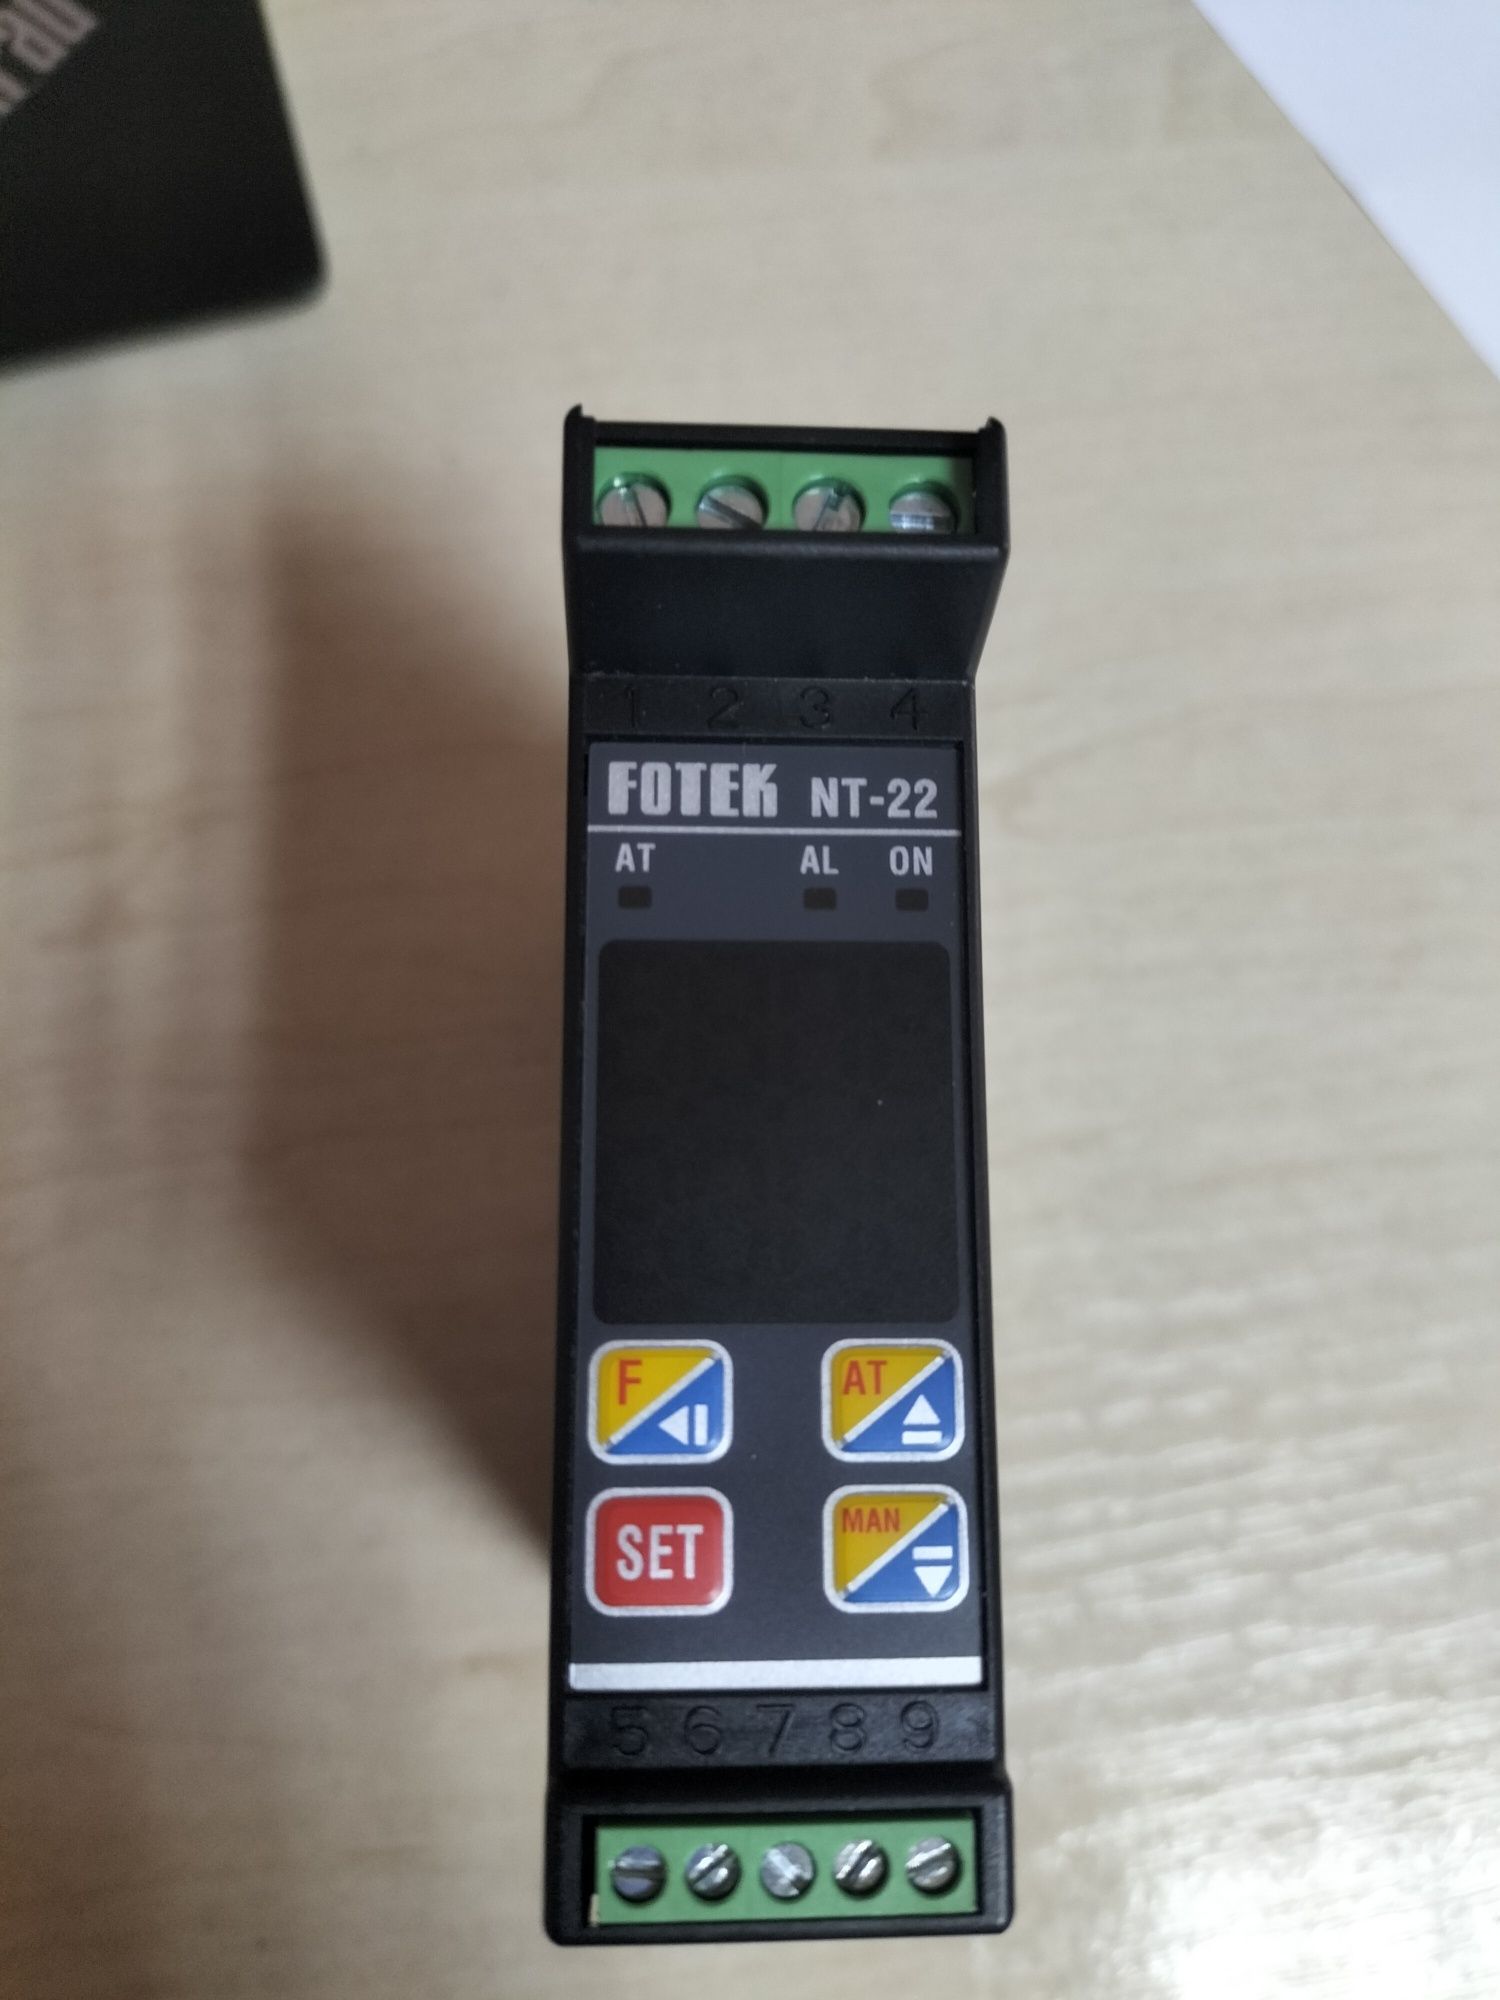 1 2 3 4
FOTEK NT-22
AT AL ON
F AT
SET MAN
5 6 7 8 9